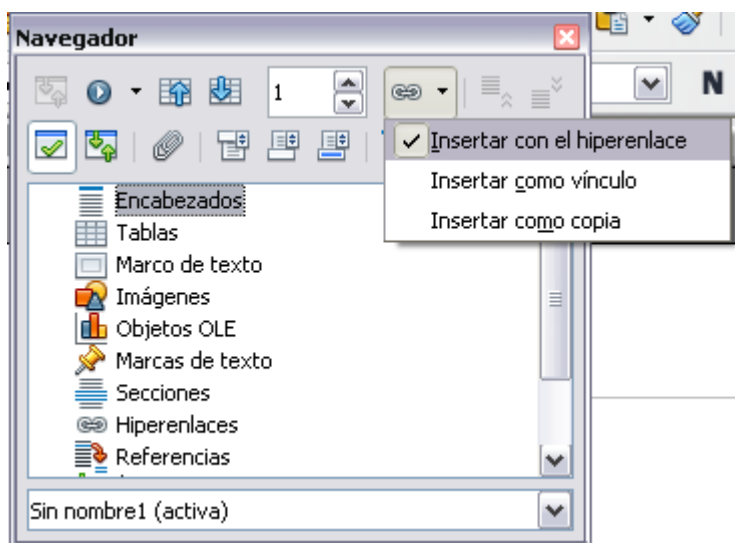 Navegador
1
N
Insertar con el hiperenlace
Insertar como vínculo
Insertar como copia
Encabezados
Tablas
Marco de texto
Imágenes
Objetos OLE
Marcas de texto
Secciones
Hiperenlaces
Referencias
Sin nombre1 (activa)